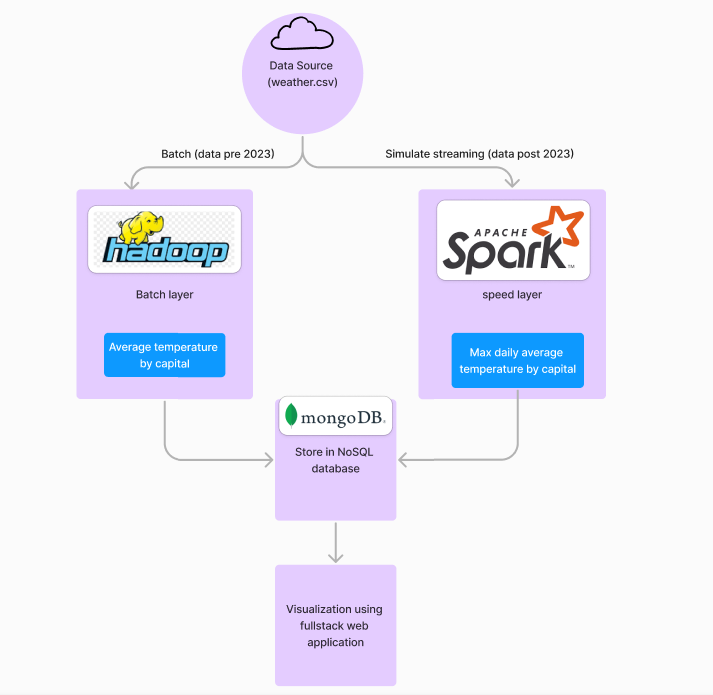 Data Source
(weather.csv)
Batch (data pre 2023)
Simulate streaming (data post 2023)
hadoop
APACHE
Spark™
Batch layer
speed layer
Average temperature
by capital
Max daily average
temperature by capital
mongoDB®
Store in NoSQL
database
Visualization using
fullstack web
application